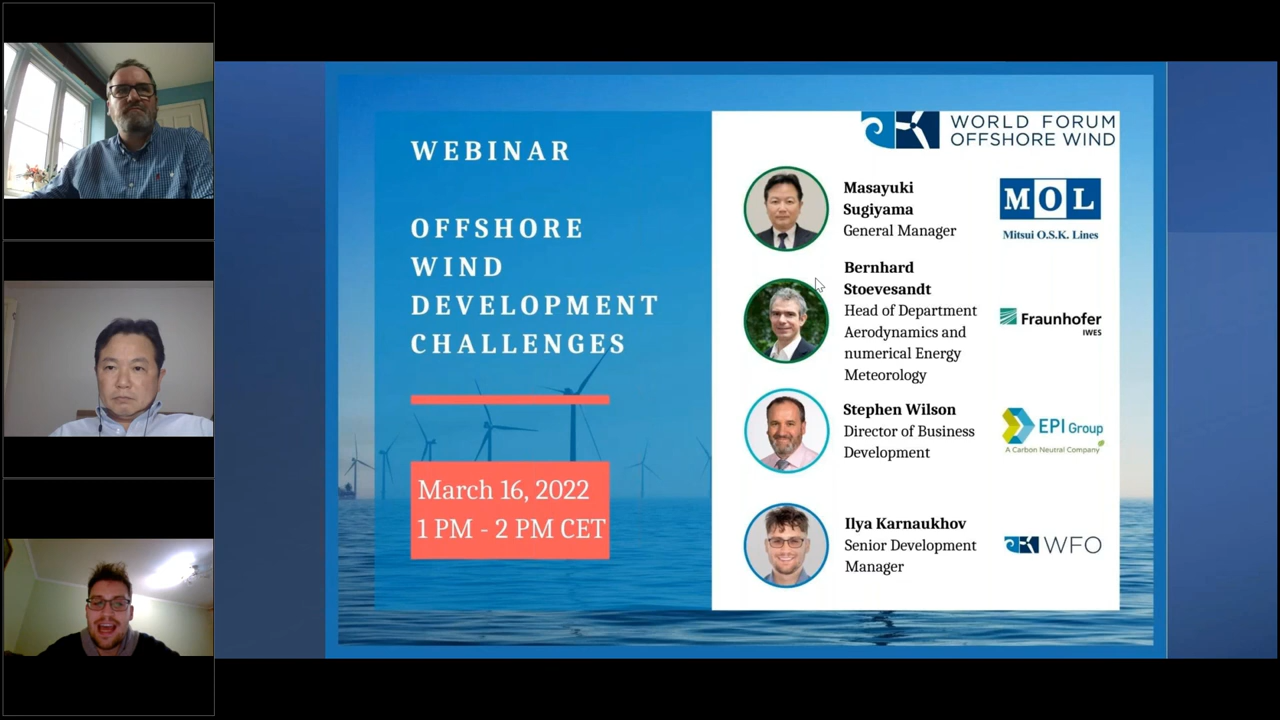 WEBINAR
OFFSHORE
WIND
DEVELOPMENT
CHALLENGES
March 16, 2022
1 PM - 2 PM CET
WORLD FORUM
OFFSHORE WIND
Masayuki
Sugiyama
General Manager
MOL
Mitsui O.S.K. Lines
Bernhard
Stoevesandt
Head of Department
Aerodynamics and
numerical Energy
Meteorology
Fraunhofer
IWES
Stephen Wilson
Director of Business
Development
EPI Group
A Carbon Neutral Company
Ilya Karnaukhov
Senior Development
Manager
WFO